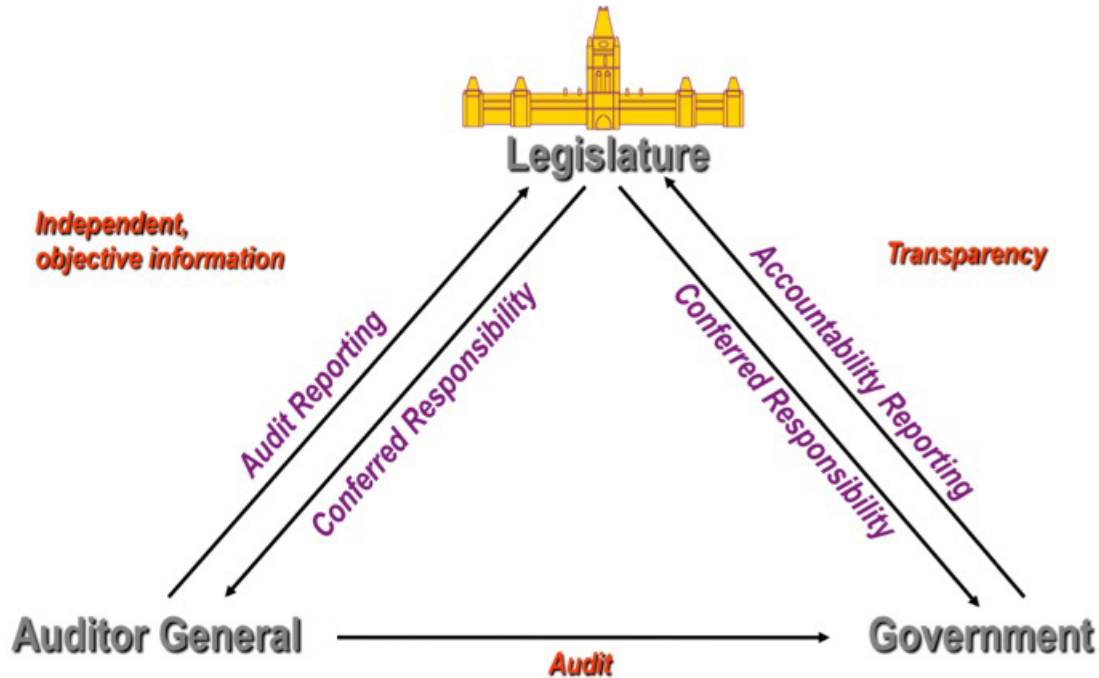 Legislature
Independent,
objective information
Transparency
Audit Reporting
Conferred Responsibility
Conferred Responsibility
Accountability Reporting
Auditor General
Government
Audit